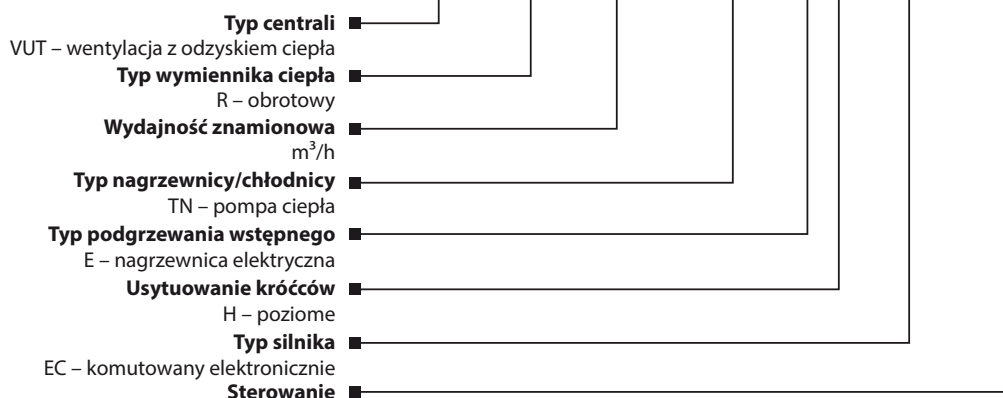 Typ centrali
VUT – wentylacja z odzyskiem ciepła
Typ wymiennika ciepła
R – obrotowy
Wydajność znamionowa
m³/h
Typ nagrzewnicy/chłodnicy
TN – pompa ciepła
Typ podgrzewania wstępnego
E – nagrzewnica elektryczna
Usytuowanie króćców
H – poziome
Typ silnika
EC – komutowany elektronicznie
Sterowanie